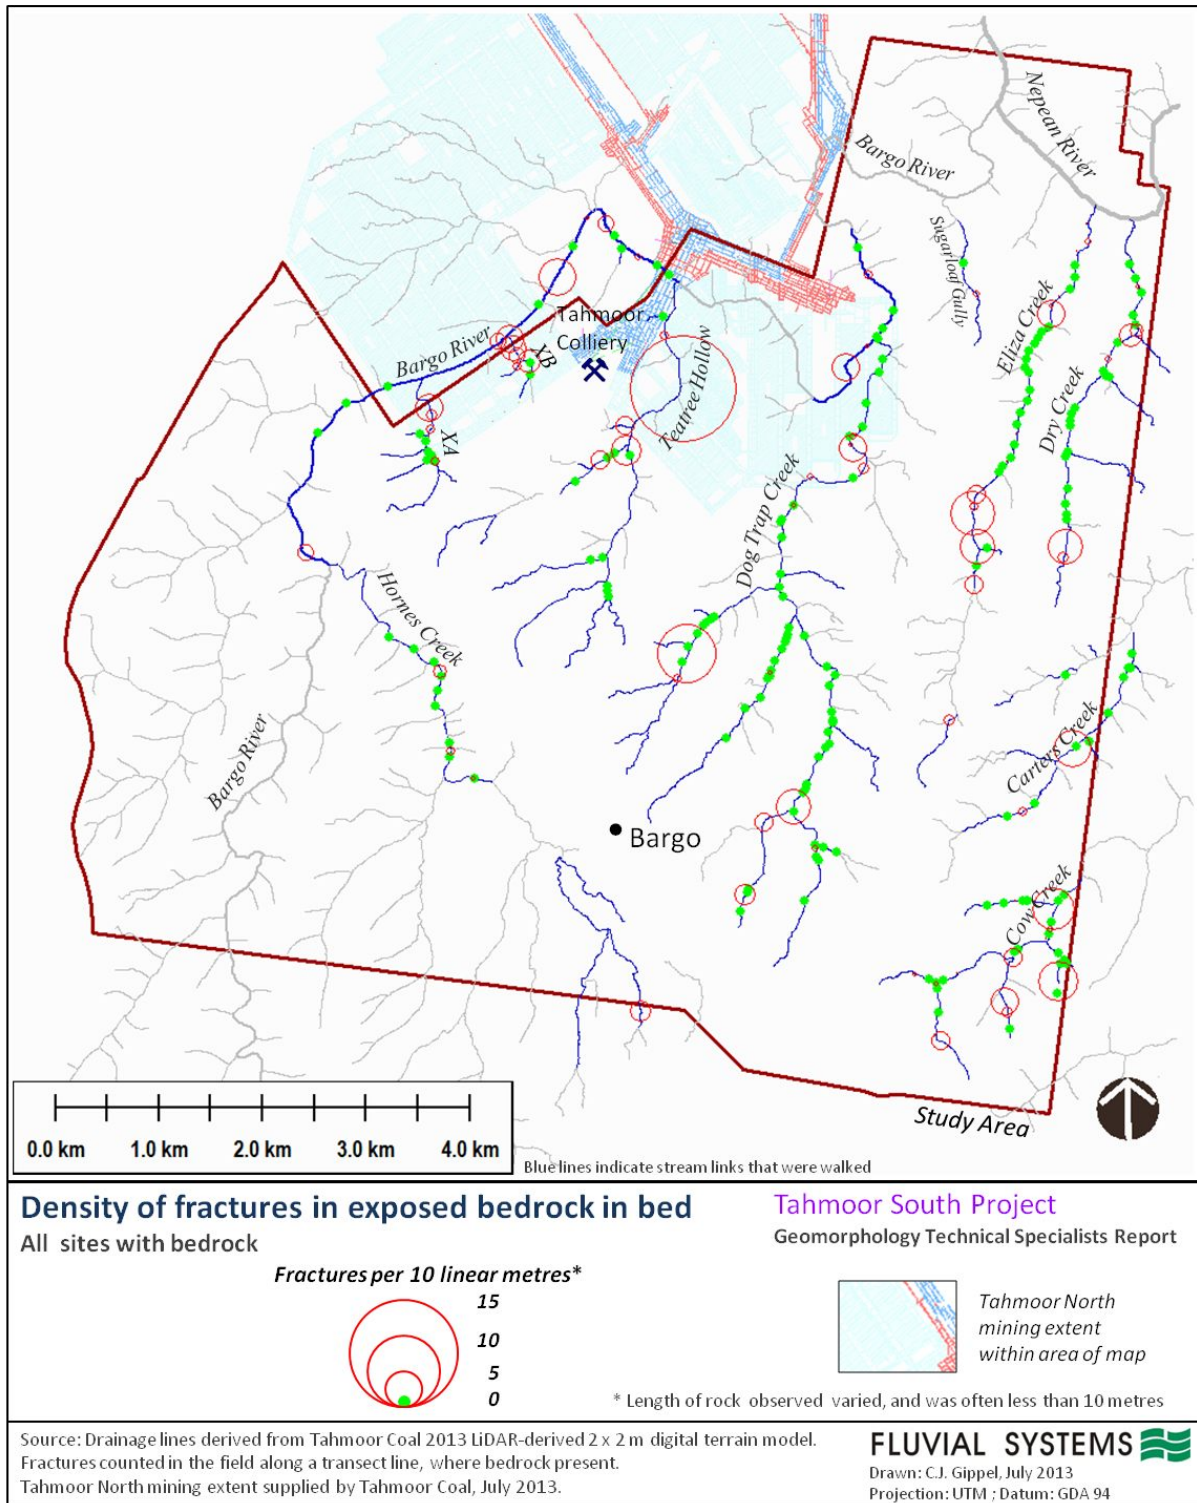 Nepean River
Bargo River
Sugarloaf Gully
Eliza Creek
Tahmoor
Colliery
Bargo River
XB
Teatree Hollow
Dry Creek
XA
Dog Trap Creek
Hornes Creek
Bargo River
Carters Creek
Bargo
Cow Creek
Study Area
0.0 km 1.0 km 2.0 km 3.0 km 4.0 km
Blue lines indicate stream links that were walked
Density of fractures in exposed bedrock in bed
All sites with bedrock
Tahmoor South Project
Geomorphology Technical Specialists Report
Fractures per 10 linear metres*
15
10
5
0
Tahmoor North
mining extent
within area of map
* Length of rock observed varied, and was often less than 10 metres
Source: Drainage lines derived from Tahmoor Coal 2013 LiDAR-derived 2 x 2 m digital terrain model.
Fractures counted in the field along a transect line, where bedrock present.
Tahmoor North mining extent supplied by Tahmoor Coal, July 2013.
FLUVIAL SYSTEMS
Drawn: C.J. Gippel, July 2013
Projection: UTM ; Datum: GDA 94